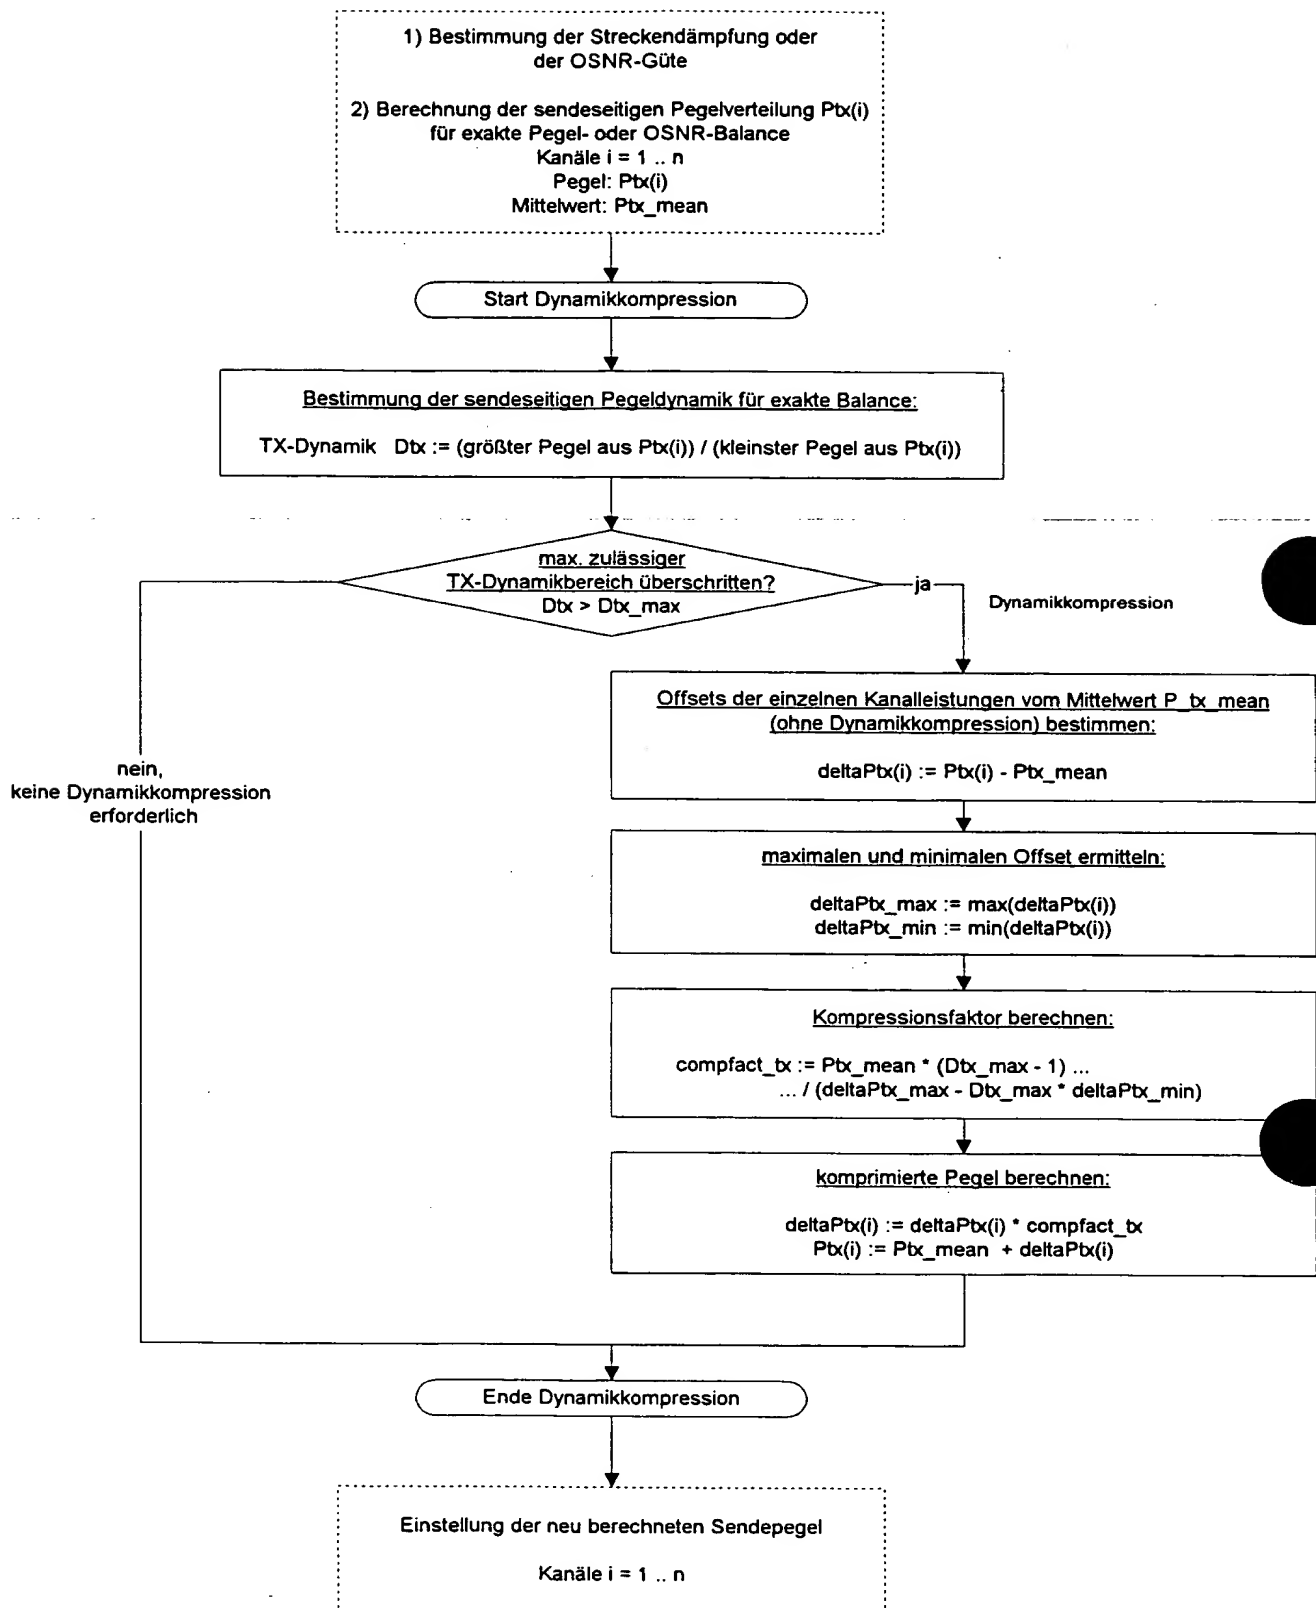 1) Bestimmung der Streckendämpfung oder
der OSNR-Güte
2) Berechnung der sendeseitigen Pegelverteilung Ptx(i)
für exakte Pegel- oder OSNR-Balance
Kanäle i = 1 .. n
Pegel: Ptx(i)
Mittelwert: Ptx_mean
Start Dynamikkompression
Bestimmung der sendeseitigen Pegeldynamik für exakte Balance:
TX-Dynamik Dtx := (größter Pegel aus Ptx(i)) / (kleinster Pegel aus Ptx(i))
max. zulässiger
TX-Dynamikbereich überschritten?
Dtx > Dtx_max
ja
Dynamikkompression
Offsets der einzelnen Kanalleistungen vom Mittelwert P_tx_mean
(ohne Dynamikkompression) bestimmen:
deltaPtx(i) := Ptx(i) - Ptx_mean
nein,
keine Dynamikkompression
erforderlich
maximalen und minimalen Offset ermitteln:
deltaPtx_max := max(deltaPtx(i))
deltaPtx_min := min(deltaPtx(i))
Kompressionsfaktor berechnen:
compfact_tx := Ptx_mean * (Dtx_max - 1) ...
... / (deltaPtx_max - Dtx_max * deltaPtx_min)
komprimierte Pegel berechnen:
deltaPtx(i) := deltaPtx(i) * compfact_tx
Ptx(i) := Ptx_mean + deltaPtx(i)
Ende Dynamikkompression
Einstellung der neu berechneten Sendepegel
Kanäle i = 1 .. n